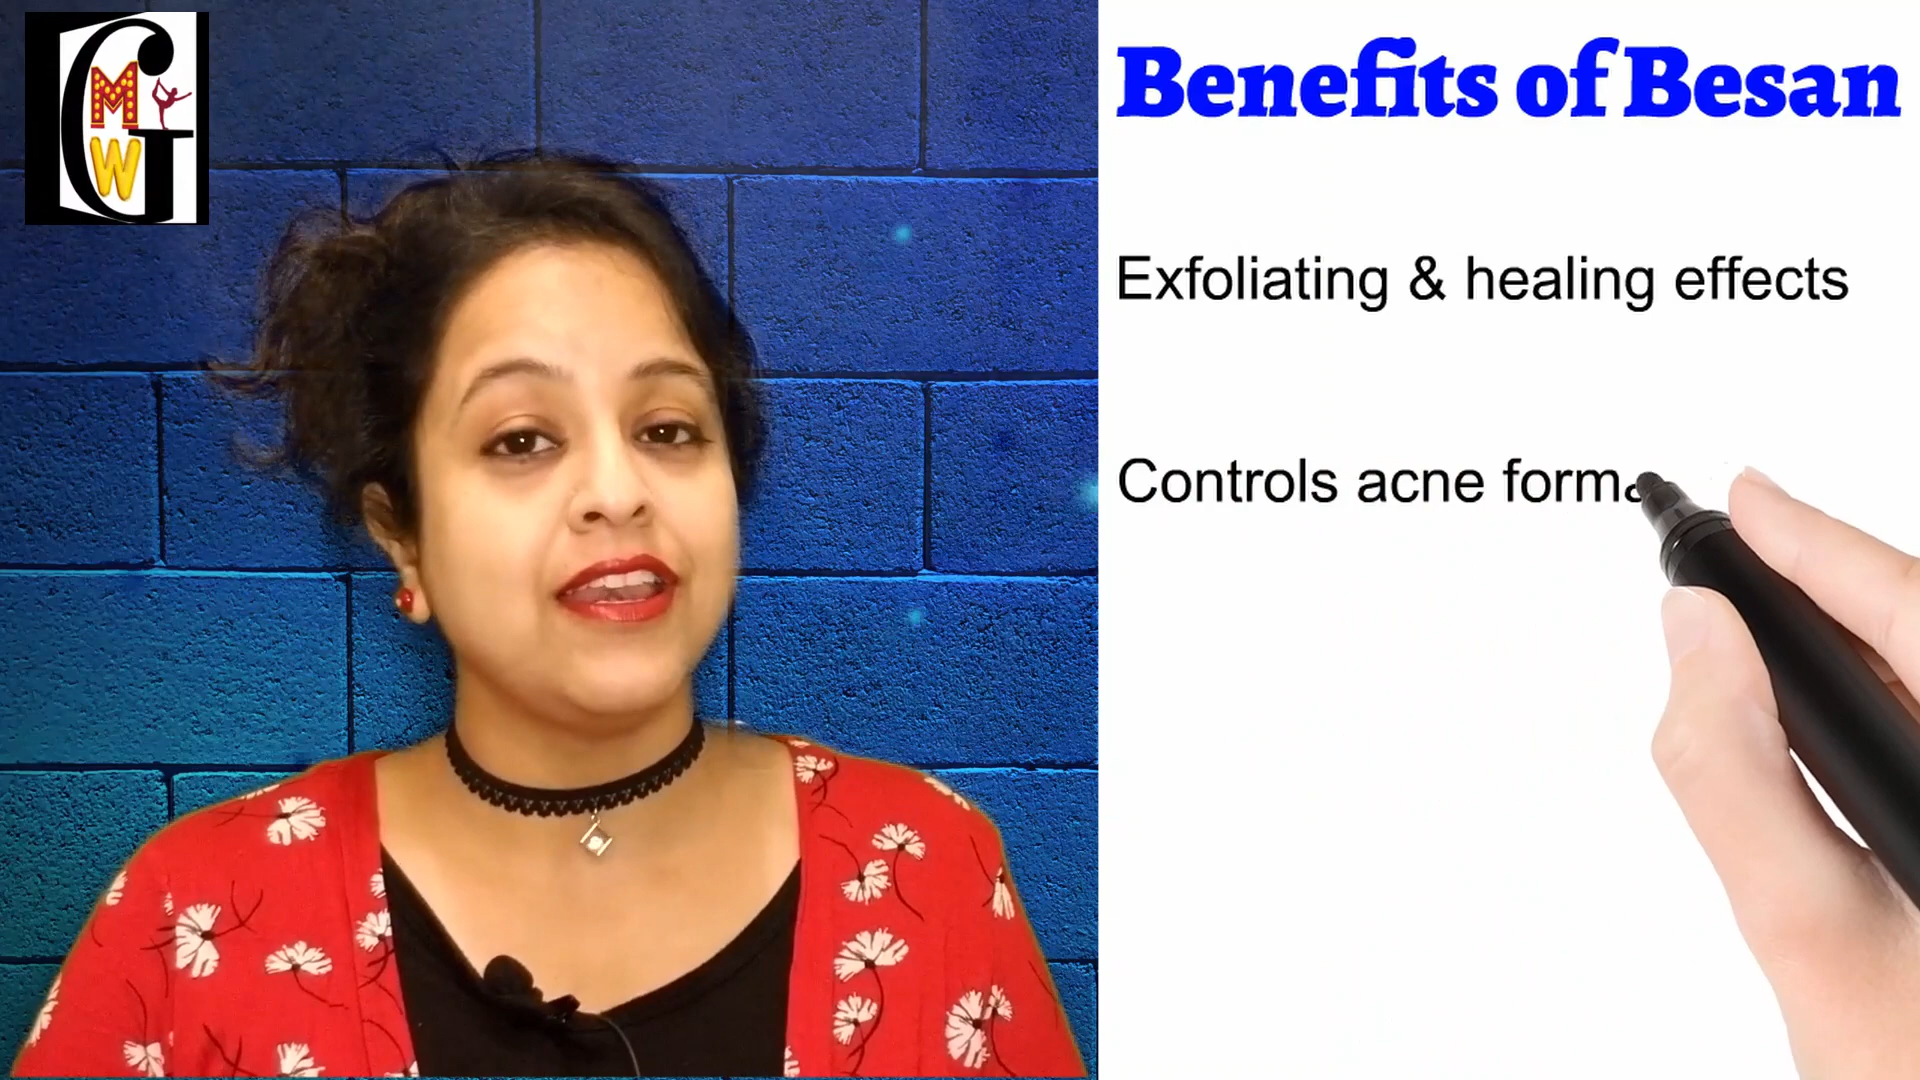 G
M
W
Benefits of Besan
Exfoliating & healing effects
Controls acne forma